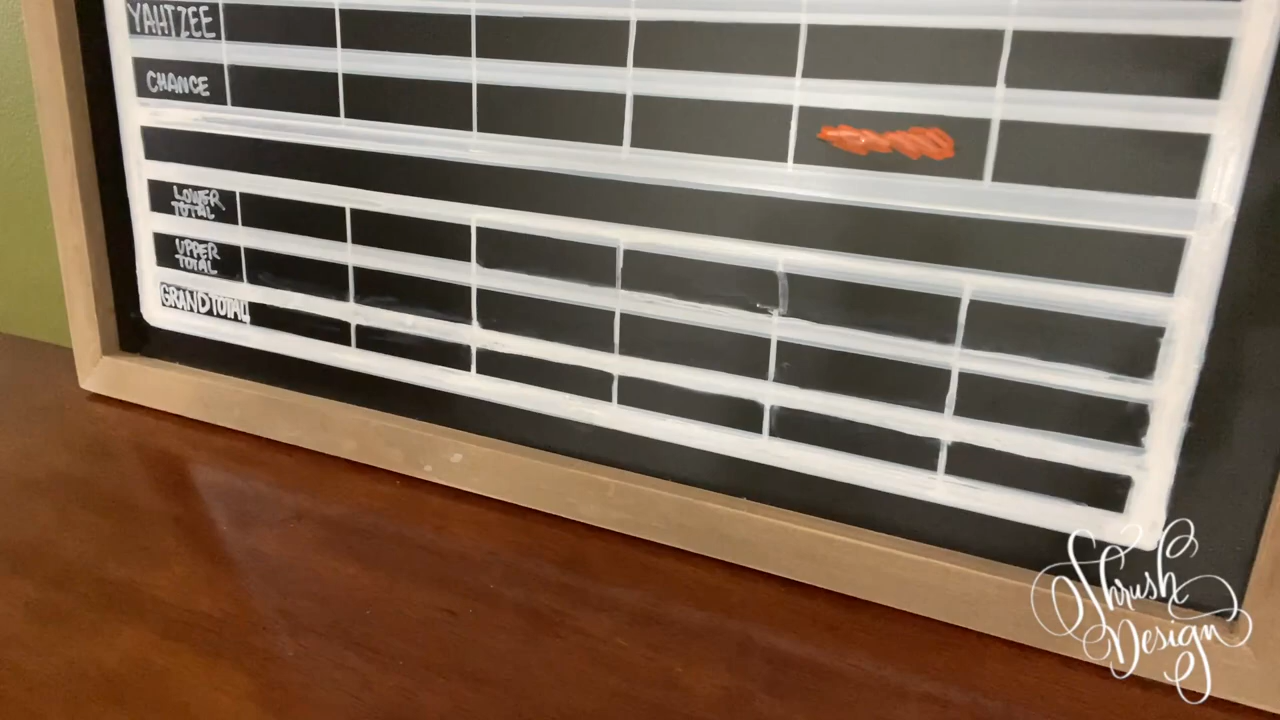 YAHTZEE
CHANCE
LOWER
TOTAL
UPPER
TOTAL
GRAND TOTAL
Shrush
Design